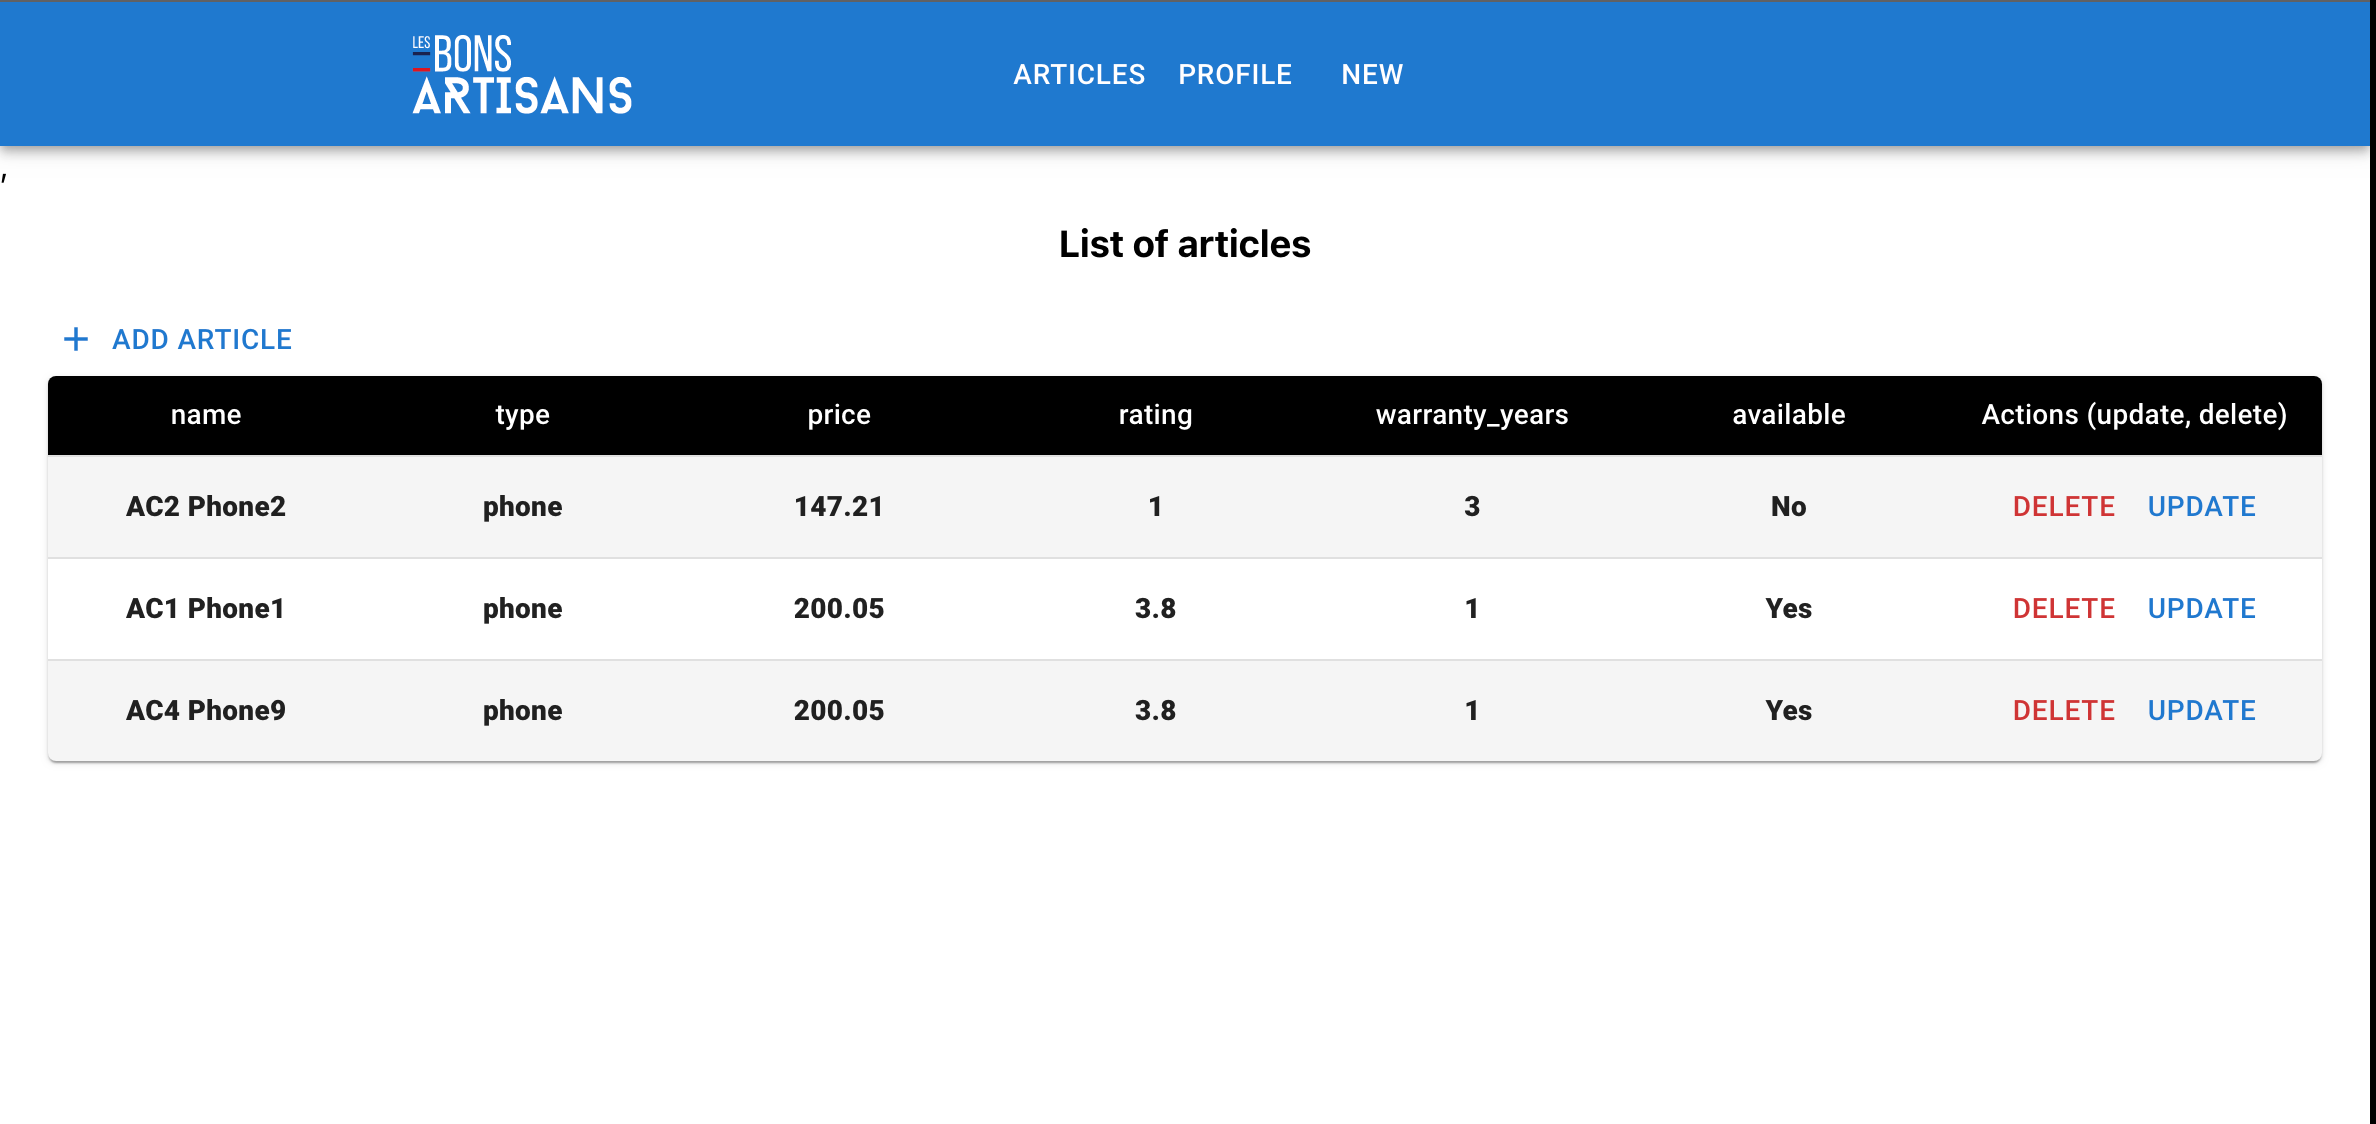 LES BONS
ARTISANS
ARTICLES PROFILE NEW
,
List of articles
+ ADD ARTICLE
name type price rating warranty_years available Actions (update, delete)
AC2 Phone2 phone 147.21 1 3 No DELETE UPDATE
AC1 Phone1 phone 200.05 3.8 1 Yes DELETE UPDATE
AC4 Phone9 phone 200.05 3.8 1 Yes DELETE UPDATE